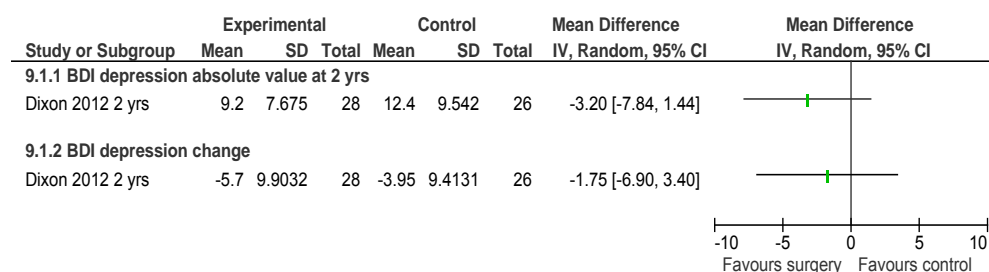 Experimental Control Mean Difference Mean Difference
Study or Subgroup Mean SD Total Mean SD Total IV, Random, 95% CI IV, Random, 95% CI
9.1.1 BDI depression absolute value at 2 yrs
Dixon 2012 2 yrs 9.2 7.675 28 12.4 9.542 26 -3.20 [-7.84, 1.44]
9.1.2 BDI depression change
Dixon 2012 2 yrs -5.7 9.9032 28 -3.95 9.4131 26 -1.75 [-6.90, 3.40]
-10 -5 0 5 10
Favours surgery Favours control